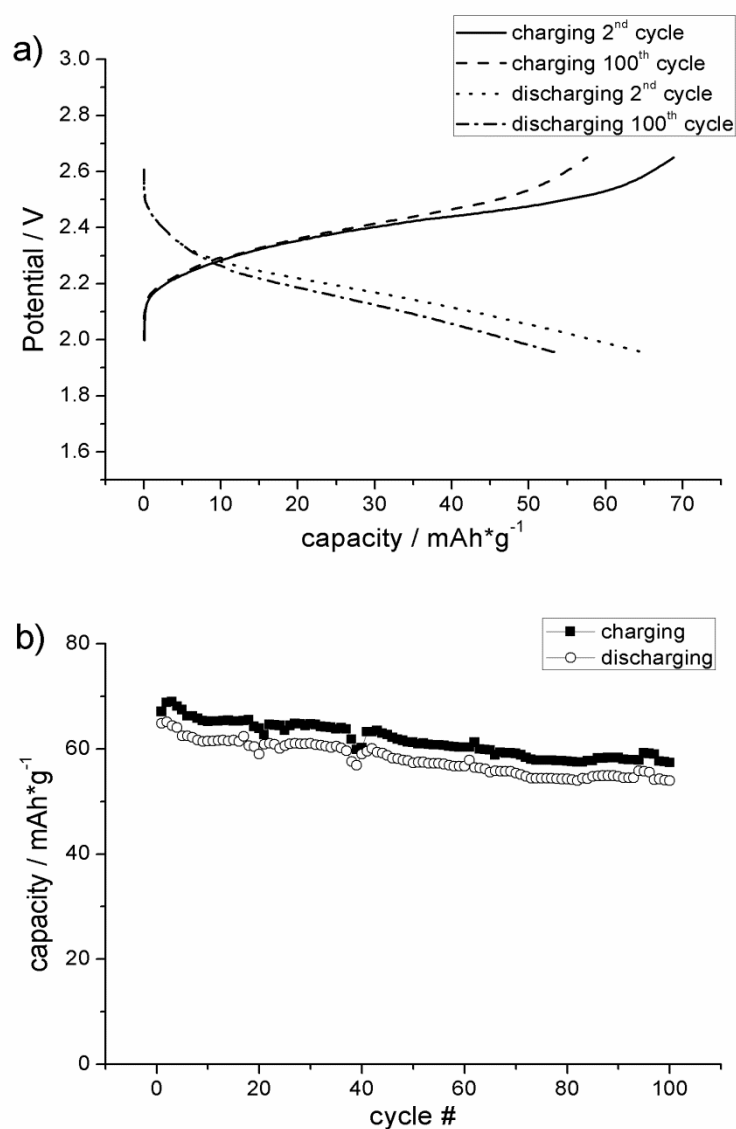 a)
charging 2nd cycle
charging 100th cycle
discharging 2nd cycle
discharging 100th cycle
3.0
2.8
2.6
2.4
2.2
2.0
1.8
1.6
Potential / V
0 10 20 30 40 50 60 70
capacity / mAh*g-1
b)
charging
discharging
80
60
40
20
0
capacity / mAh*g-1
0 20 40 60 80 100
cycle #